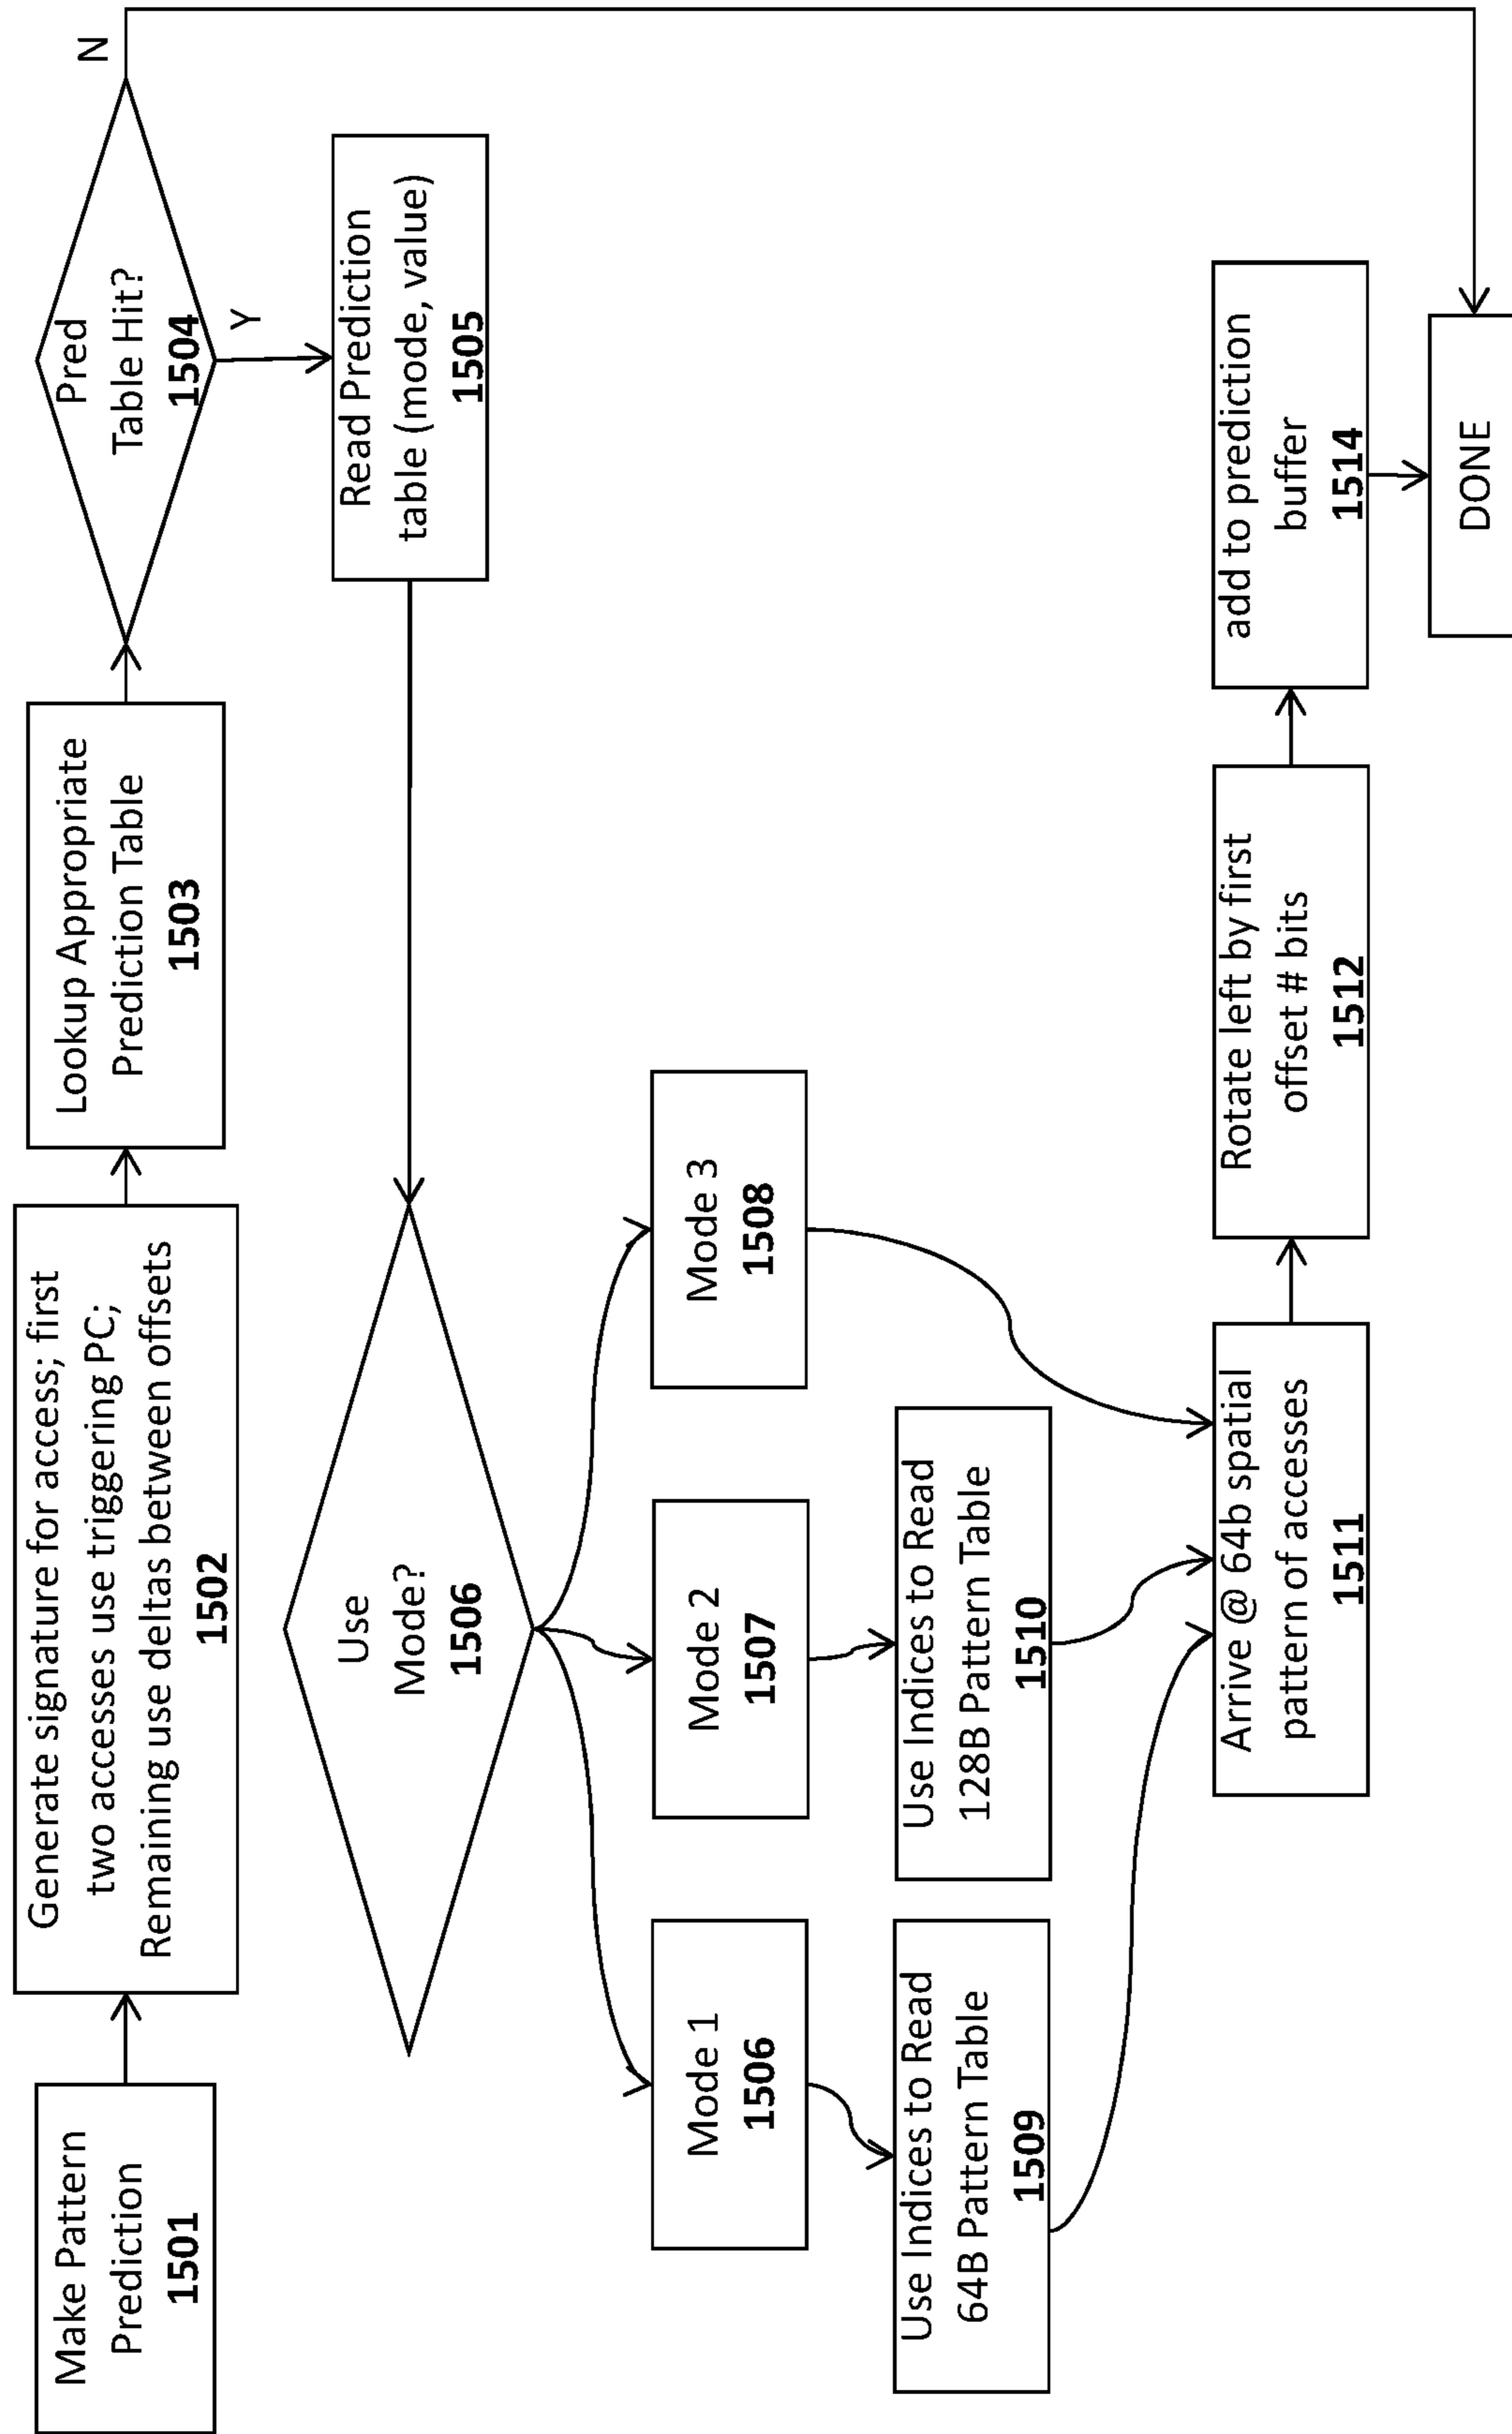 Make Pattern
Prediction
1501
Generate signature for access; first
two accesses use triggering PC;
Remaining use deltas between offsets
1502
Lookup Appropriate
Prediction Table
1503
Pred
Table Hit?
1504
N
Y
Read Prediction
table (mode, value)
1505
Use
Mode?
1506
Mode 1
1506
Mode 2
1507
Mode 3
1508
Use Indices to Read
64B Pattern Table
1509
Use Indices to Read
128B Pattern Table
1510
Arrive @ 64b spatial
pattern of accesses
1511
Rotate left by first
offset # bits
1512
add to prediction
buffer
1514
DONE